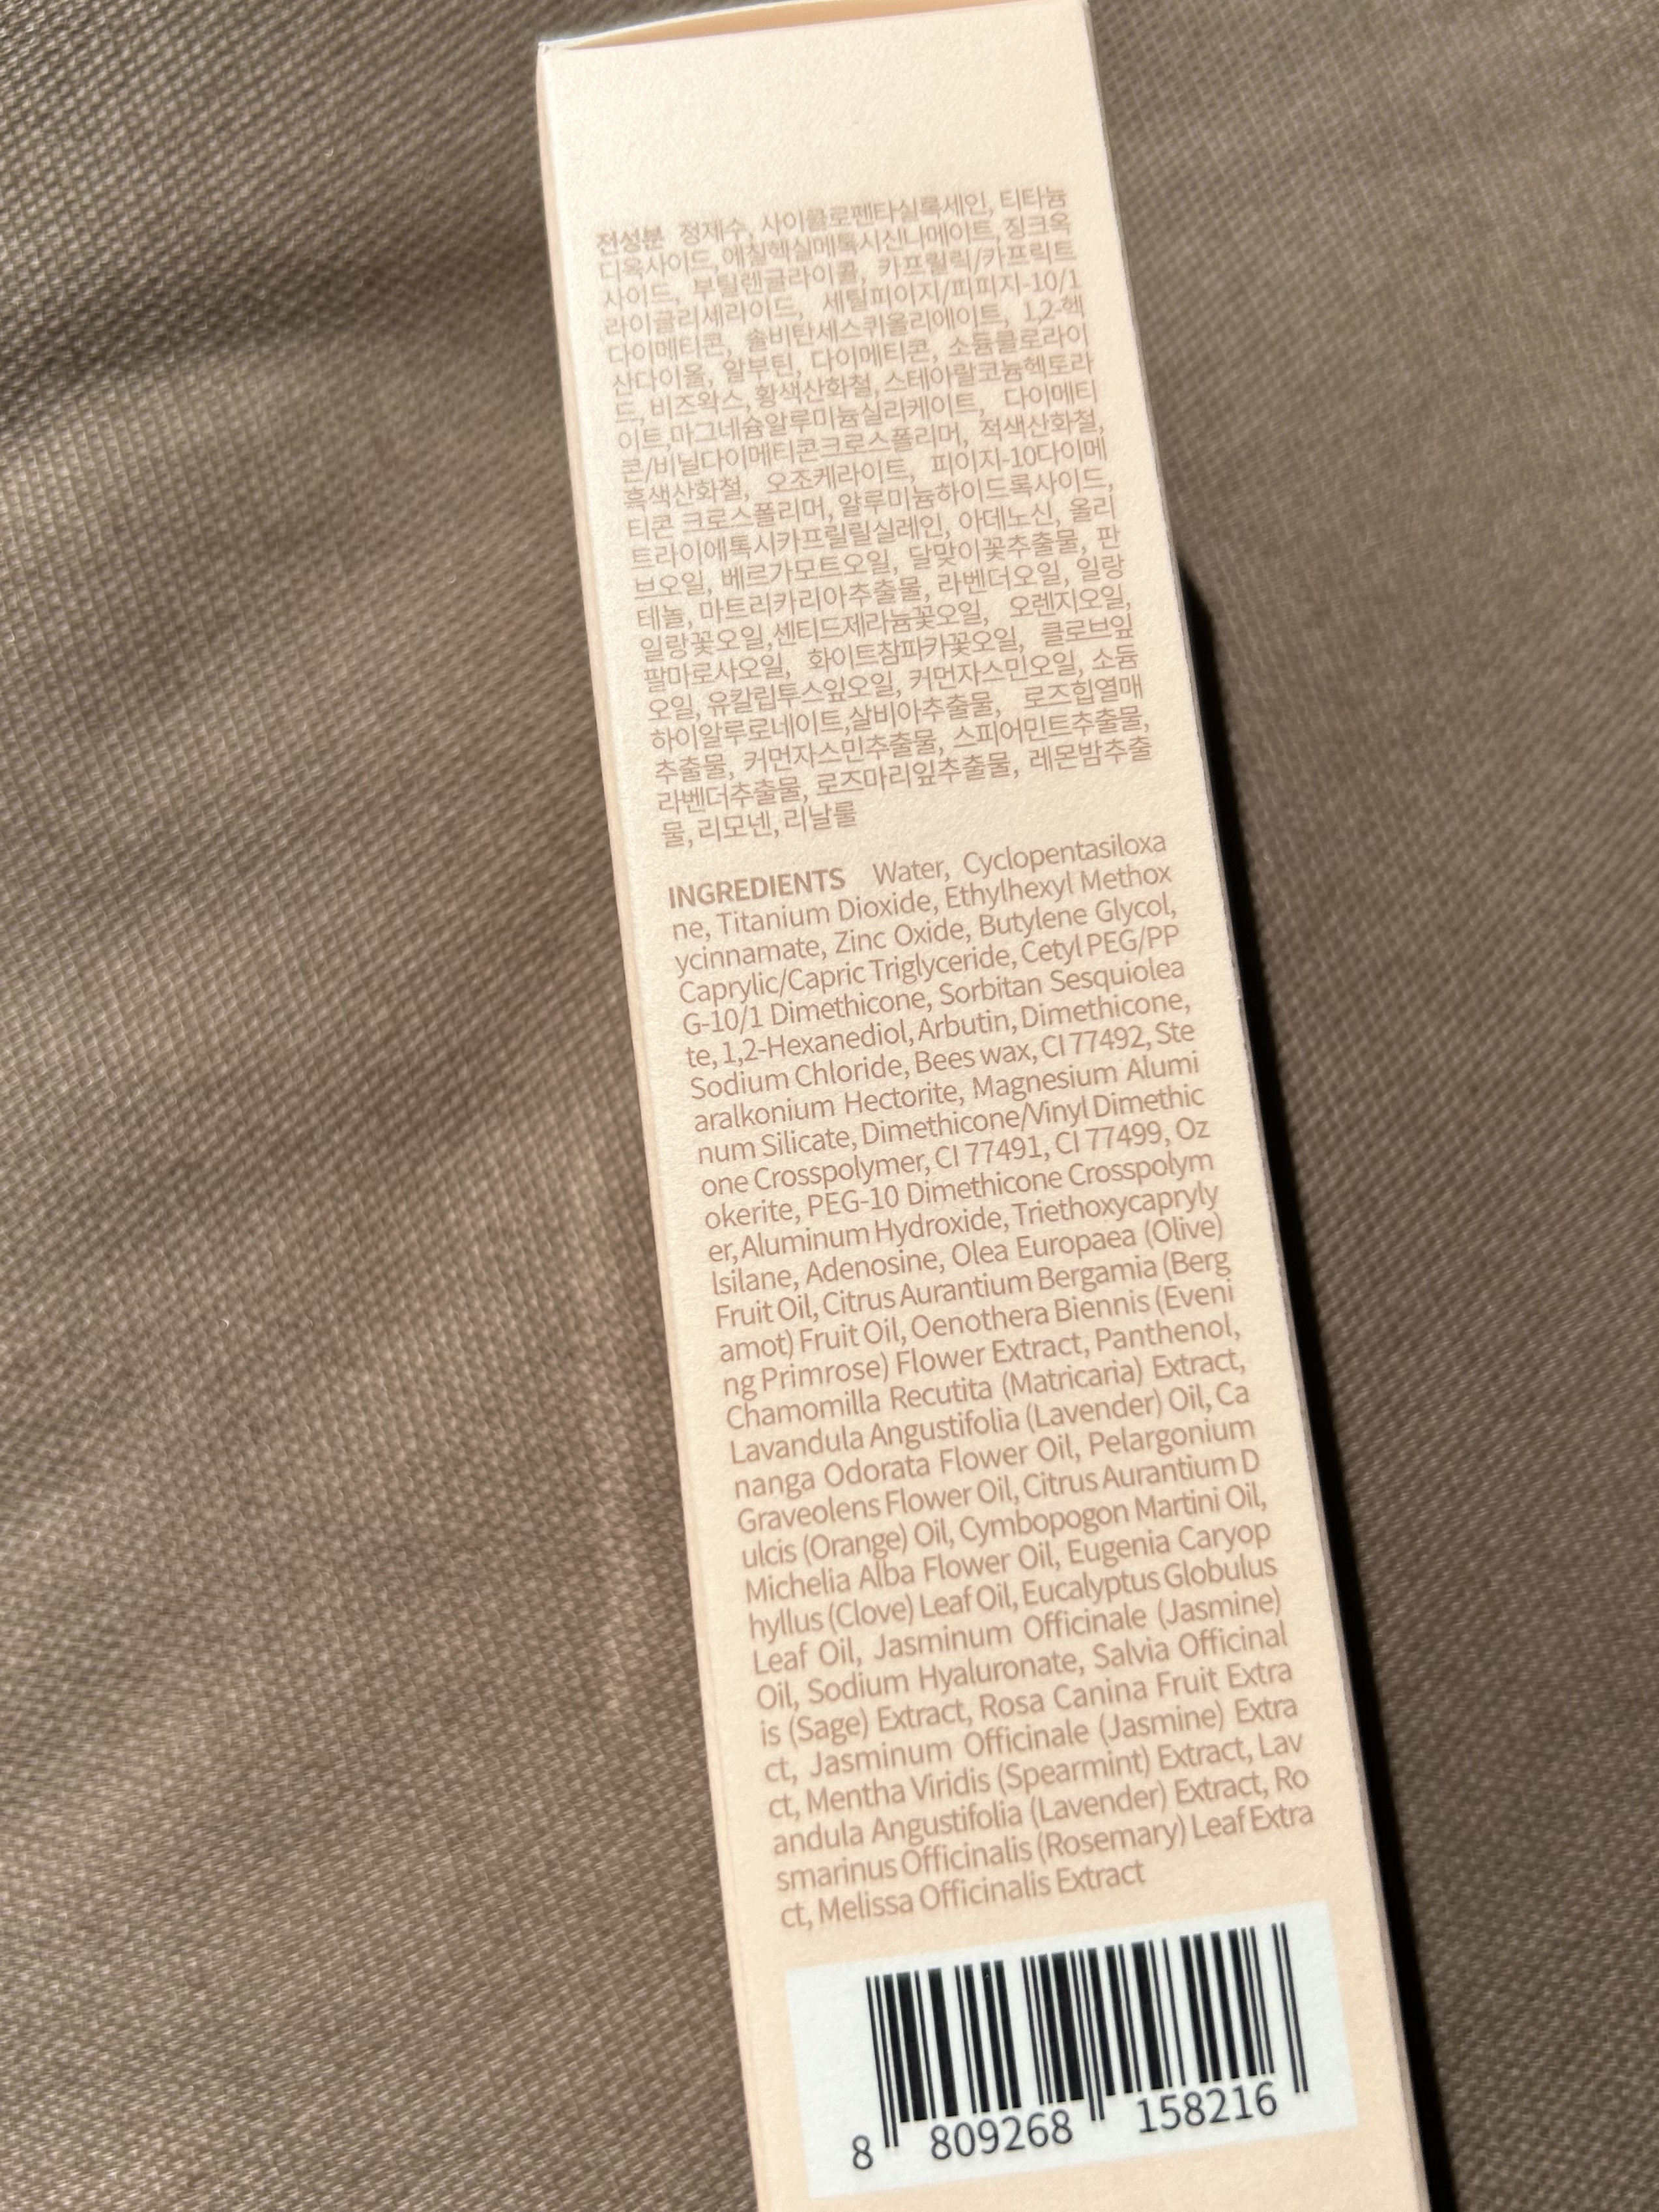 전성분 정제수, 사이클로펜타실록세인, 티타늄
디옥사이드, 에칠헥실메톡시신나메이트, 징크옥
사이드, 부틸렌글라이콜, 카프릴릭/카프릭트
라이글리세라이드, 세틸피이지/피피지-10/1
다이메티콘, 솔비탄세스퀴올리에이트, 1,2-헥
산다이올, 알부틴, 다이메티콘, 소듐클로라이
드, 비즈왁스, 황색산화철, 스테아랄코늄헥토라
이트,마그네슘알루미늄실리케이트, 다이메티
콘/비닐다이메티콘크로스폴리머, 적색산화철,
흑색산화철, 오조케라이트, 피이지-10다이메
티콘 크로스폴리머, 알루미늄하이드록사이드,
트라이에톡시카프릴릴실레인, 아데노신, 올리
브오일, 베르가모트오일, 달맞이꽃추출물, 판
테놀, 마트리카리아추출물, 라벤더오일, 일랑
일랑꽃오일,센티드제라늄꽃오일, 오렌지오일,
팔마로사오일, 화이트참파카꽃오일, 클로브잎
오일, 유칼립투스잎오일, 커먼자스민오일, 소듐
하이알루로네이트,살비아추출물, 로즈힙열매
추출물, 커먼자스민추출물, 스피어민트추출물,
라벤더추출물, 로즈마리잎추출물, 레몬밤추출
물, 리모넨, 리날룰
INGREDIENTS Water, Cyclopentasiloxa
ne, Titanium Dioxide, Ethylhexyl Methox
ycinnamate, Zinc Oxide, Butylene Glycol,
Caprylic/Capric Triglyceride, Cetyl PEG/PP
G-10/1 Dimethicone, Sorbitan Sesquiolea
te, 1,2-Hexanediol, Arbutin, Dimethicone,
Sodium Chloride, Bees wax, CI 77492, Ste
aralkonium Hectorite, Magnesium Alumi
num Silicate, Dimethicone/Vinyl Dimethic
one Crosspolymer, CI 77491, CI 77499, Oz
okerite, PEG-10 Dimethicone Crosspolym
er, Aluminum Hydroxide, Triethoxycapryly
lsilane, Adenosine, Olea Europaea (Olive)
Fruit Oil, Citrus Aurantium Bergamia (Berg
amot) Fruit Oil, Oenothera Biennis (Eveni
ng Primrose) Flower Extract, Panthenol,
Chamomilla Recutita (Matricaria) Extract,
Lavandula Angustifolia (Lavender) Oil, Ca
nanga Odorata Flower Oil, Pelargonium
Graveolens Flower Oil, Citrus Aurantium D
ulcis (Orange) Oil, Cymbopogon Martini Oil,
Michelia Alba Flower Oil, Eugenia Caryop
hyllus (Clove) Leaf Oil, Eucalyptus Globulus
Leaf Oil, Jasminum Officinale (Jasmine)
Oil, Sodium Hyaluronate, Salvia Officinal
is (Sage) Extract, Rosa Canina Fruit Extra
ct, Jasminum Officinale (Jasmine) Extra
ct, Mentha Viridis (Spearmint) Extract, Lav
andula Angustifolia (Lavender) Extract, Ro
smarinus Officinalis (Rosemary) Leaf Extra
ct, Melissa Officinalis Extract
8 809268 158216